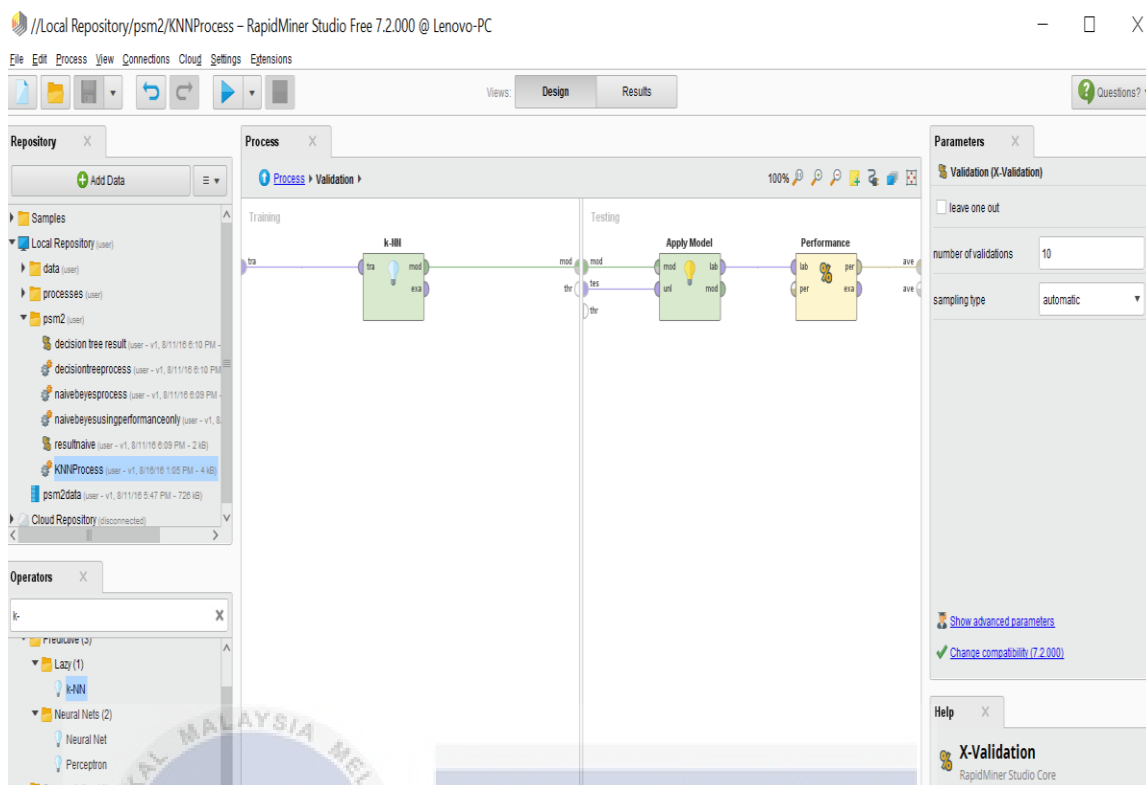 //Local Repository/psm2/KNNProcess – RapidMiner Studio Free 7.2.000 @ Lenovo-PC
File Edit Process View Connections Cloud Settings Extensions
Views: Design Results Questions?
Repository
Add Data
Samples
Local Repository (user)
data (user)
processes (user)
psm2 (user)
decision tree result (user - v1, 8/11/16 6:10 PM -
decisiontreeprocess (user - v1, 8/11/16 6:10 PM
naivebeyesprocess (user - v1, 8/11/16 6:09 PM -
naivebeyesusingperformanceonly (user - v1, 8.
resultnaive (user - v1, 8/11/16 6:09 PM - 2 kB)
KNNProcess (user - v1, 8/16/16 1:05 PM - 4 kB)
psm2data (user - v1, 8/11/16 5:47 PM - 726 kB)
Cloud Repository (disconnected)
Operators
k-
Predictive (3)
Lazy (1)
k-NN
Neural Nets (2)
Neural Net
Perceptron
Process
Process Validation
100%
Training
tra
k-NN
tra mod
exa
mod
thr
Testing
mod
tes
thr
Apply Model
mod lab
unl mod
Performance
lab per
per exa
ave
ave
Parameters
Validation (X-Validation)
leave one out
number of validations 10
sampling type automatic
Show advanced parameters
Change compatibility (7.2.000)
Help
X-Validation
RapidMiner Studio Core
KAL MALAYSIA